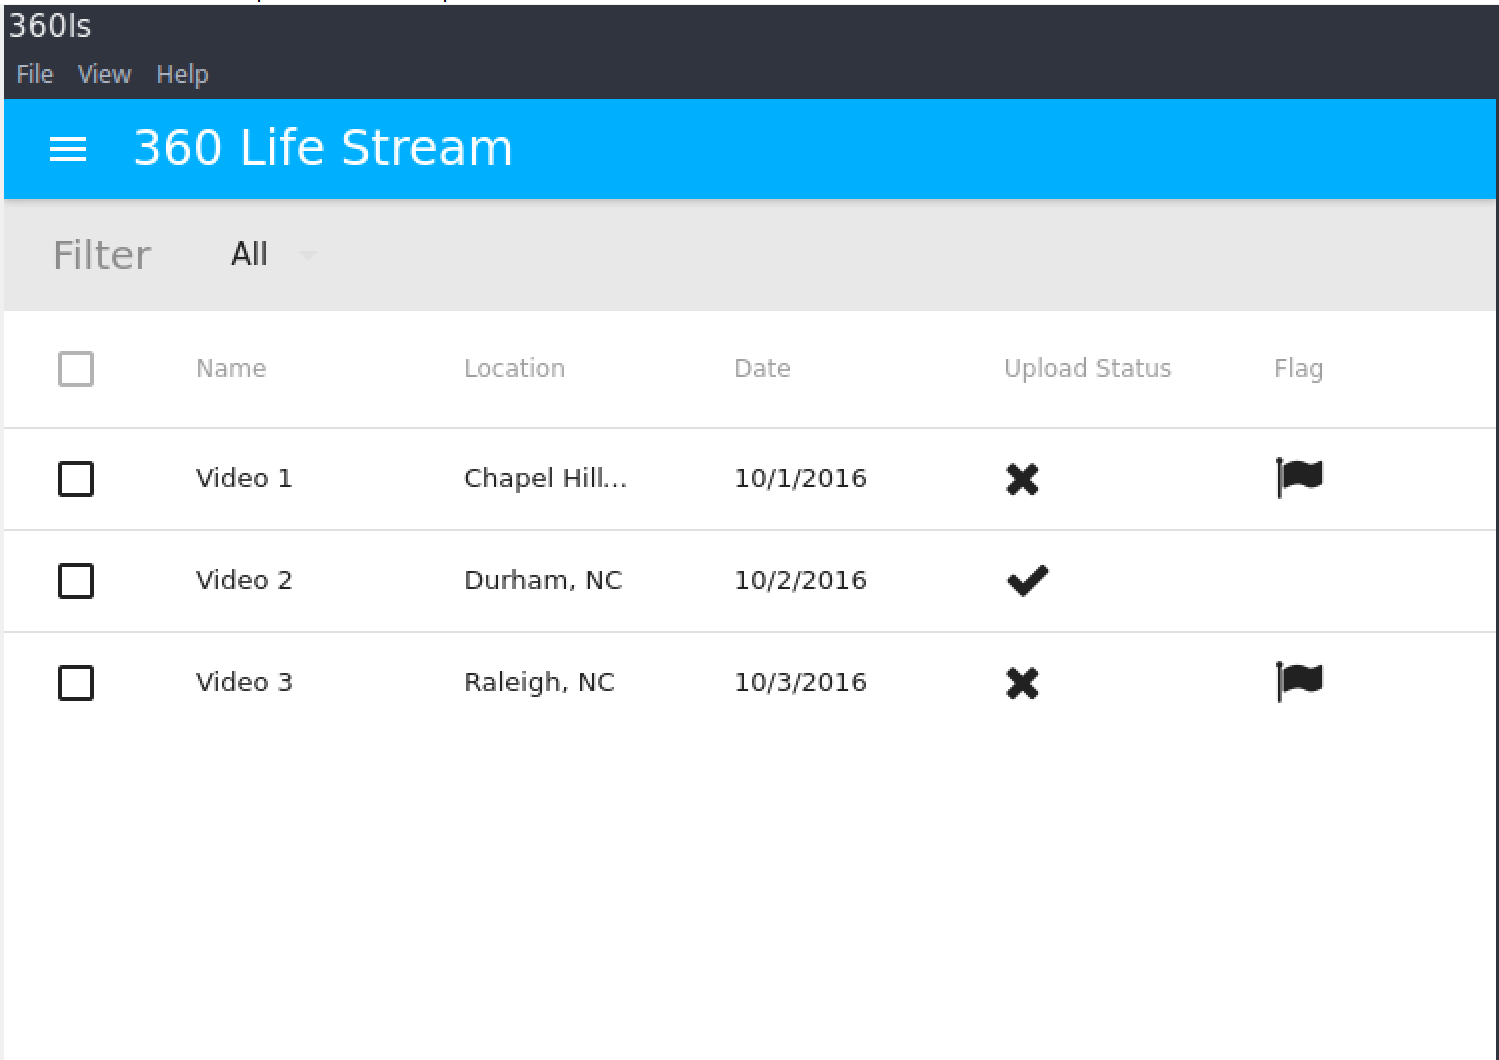 360ls
File View Help
360 Life Stream
Filter All
Name Location Date Upload Status Flag
Video 1 Chapel Hill... 10/1/2016
Video 2 Durham, NC 10/2/2016
Video 3 Raleigh, NC 10/3/2016